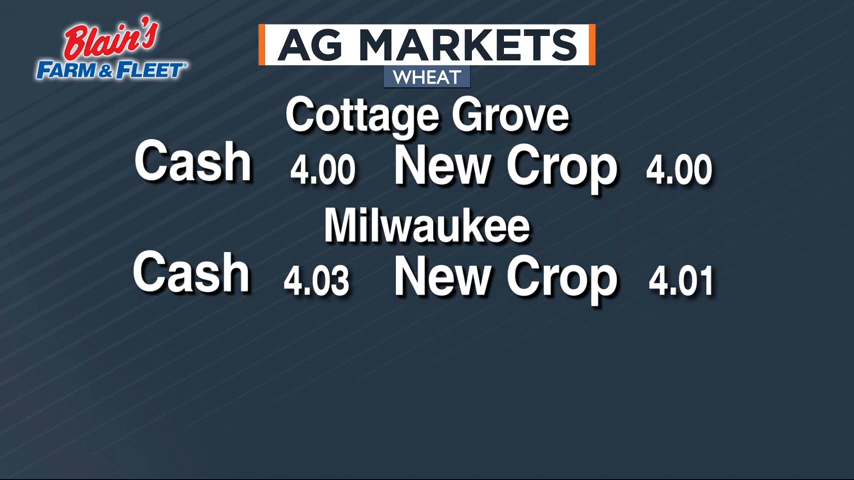 Blain's
FARM & FLEET
AG MARKETS
WHEAT
Cottage Grove
Cash 4.00 New Crop 4.00
Milwaukee
Cash 4.03 New Crop 4.01